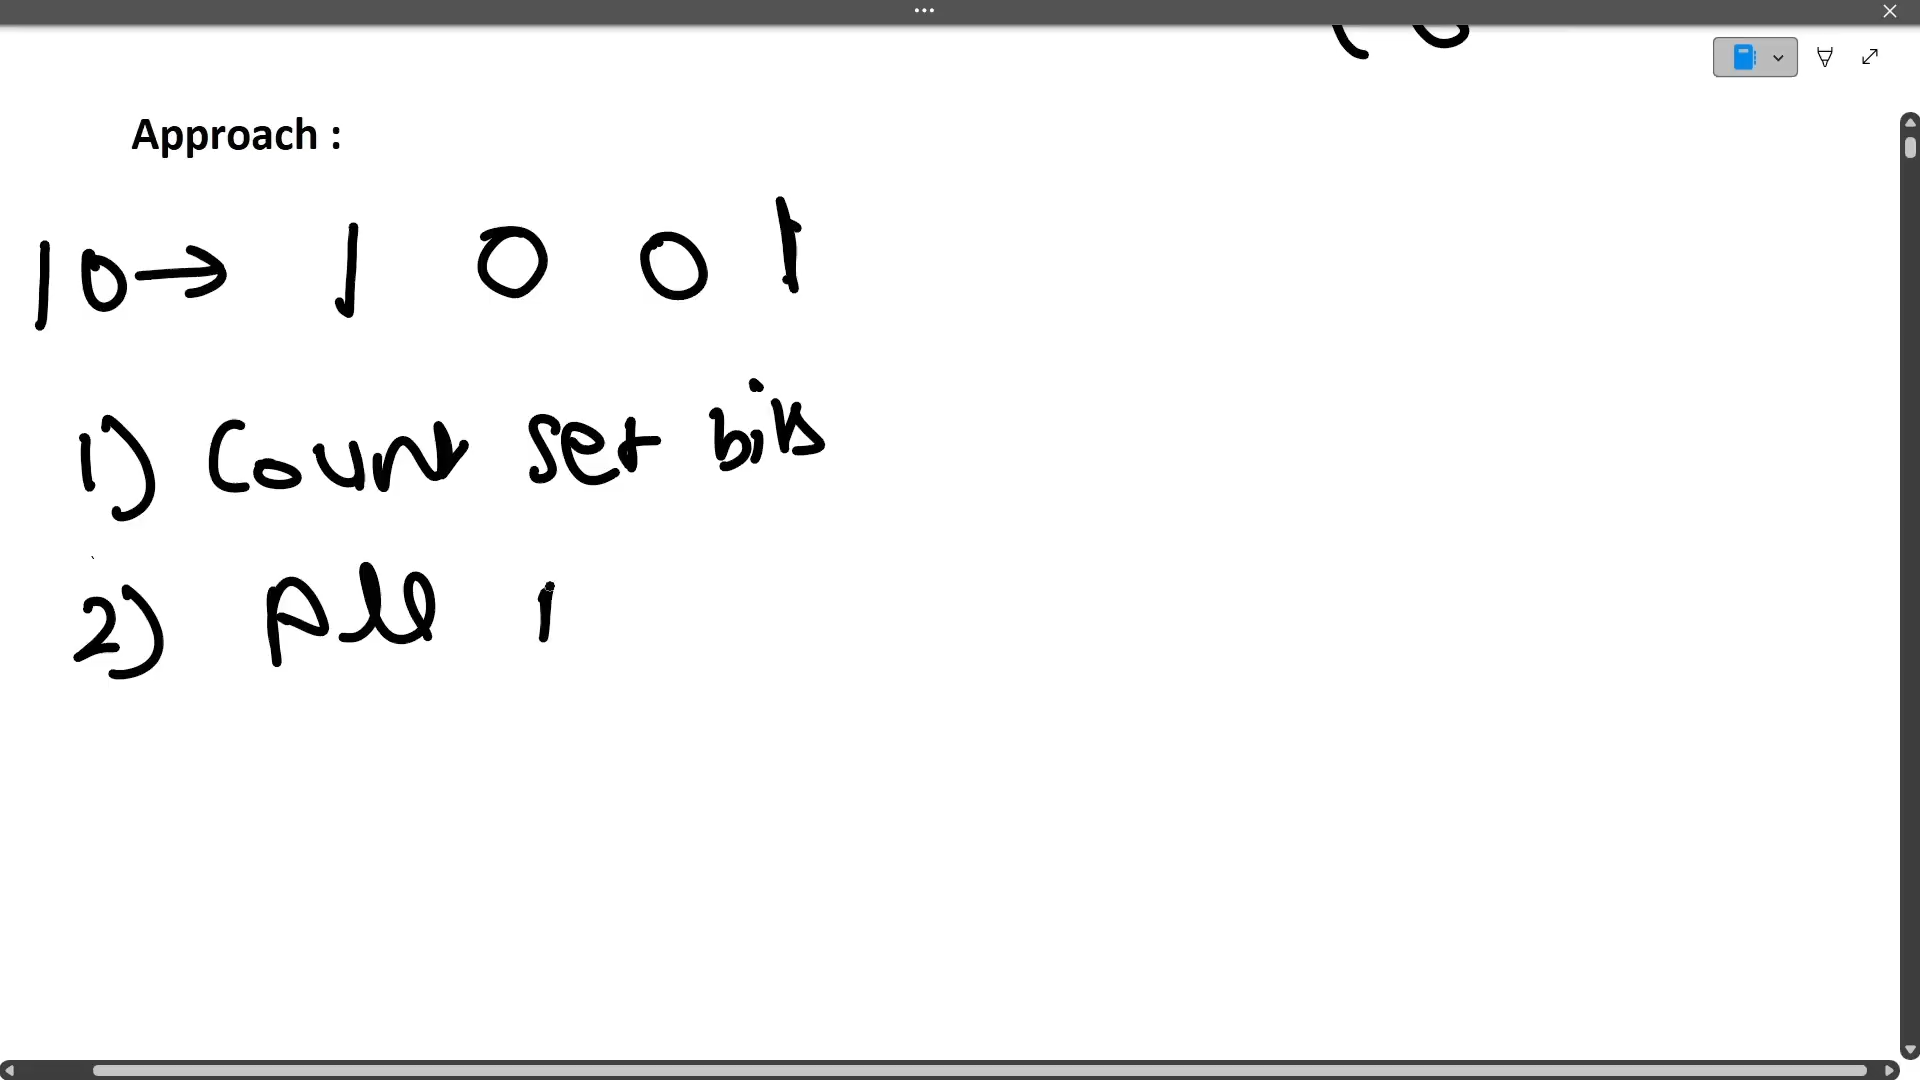 Approach :
10 → 1 0 0 1
1) Count set bits
2) All 1